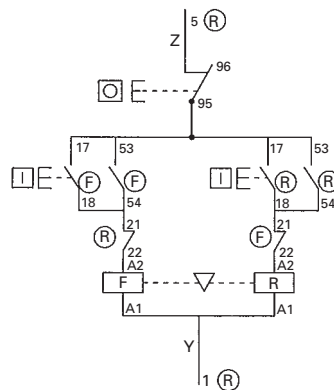 5 R
Z
96
O
95
17 53 17 53
I F F I R R
18 54 18 54
21 21
R F
22 22
A2 A2
F R
A1 A1
Y
1 R